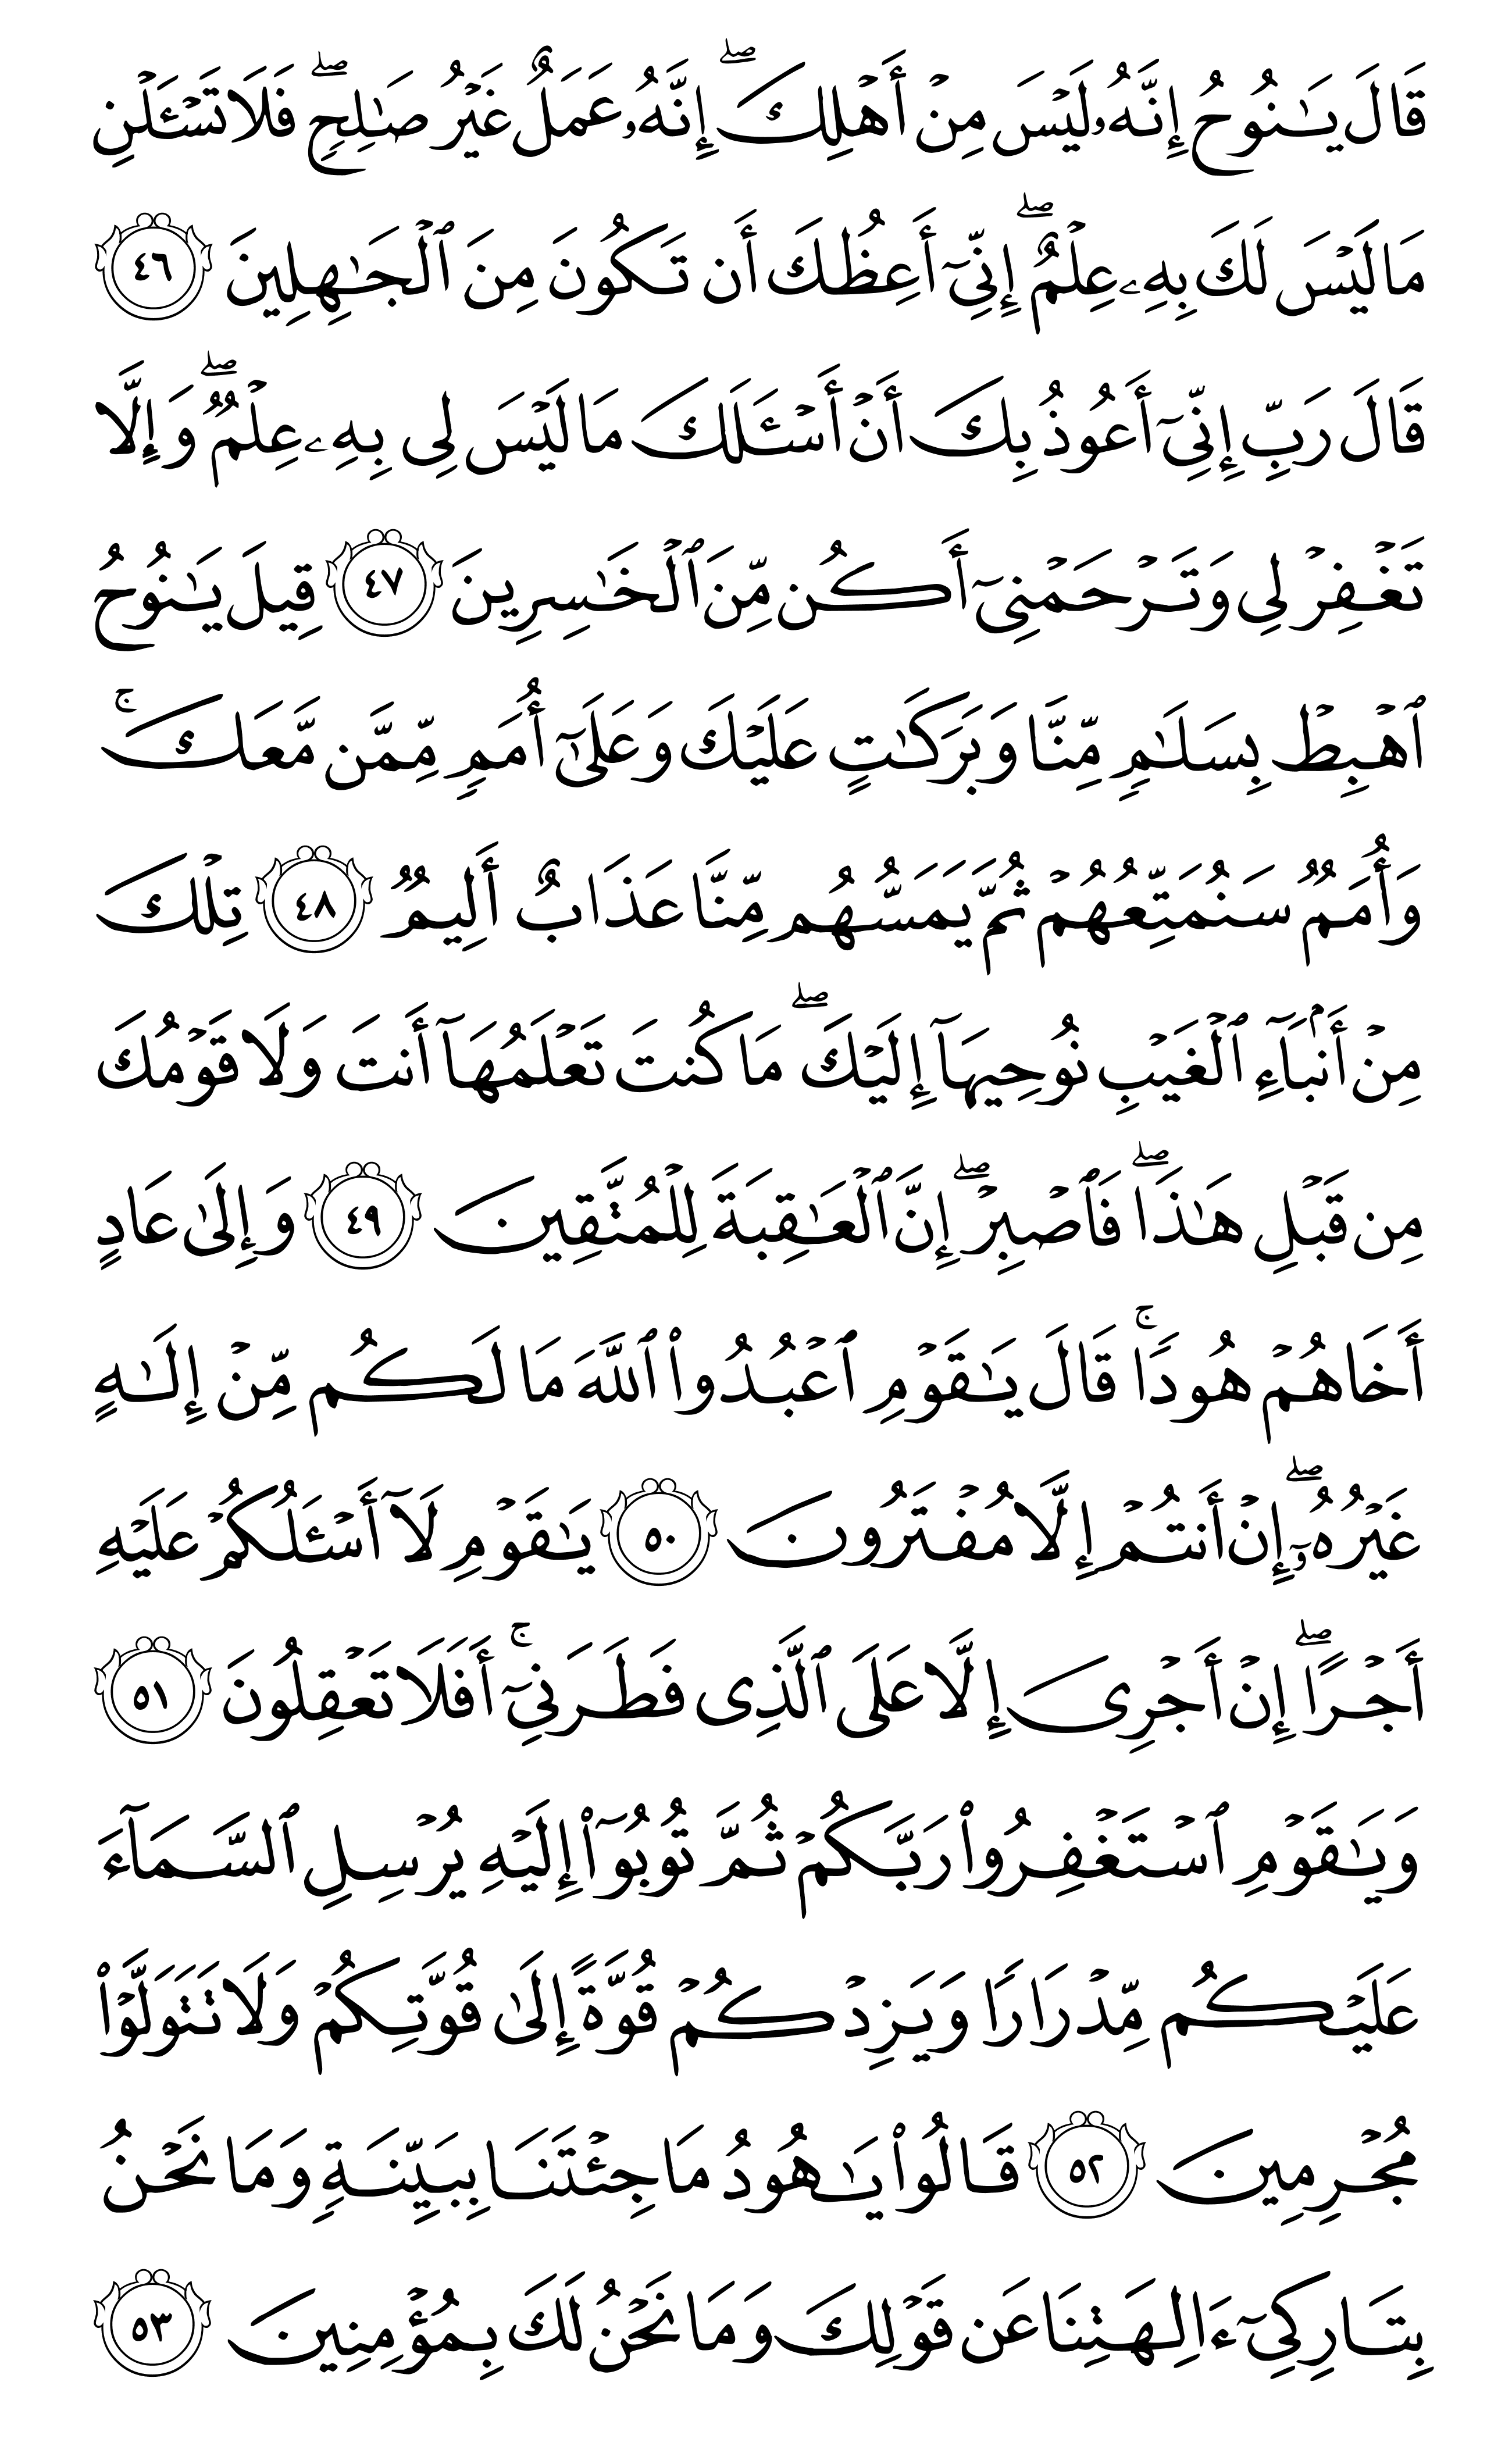 قَالَ يَـٰنُوحُ إِنَّهُۥ لَيۡسَ مِنۡ أَهۡلِكَۖ إِنَّهُۥ عَمَلٌ غَيۡرُ صَـٰلِحٖۖ فَلَا تَسۡـَٔلۡنِ
مَا لَيۡسَ لَكَ بِهِۦ عِلۡمٌۖ إِنِّيٓ أَعِظُكَ أَن تَكُونَ مِنَ ٱلۡجَـٰهِلِينَ ٤٦
قَالَ رَبِّ إِنِّيٓ أَعُوذُ بِكَ أَنۡ أَسۡـَٔلَكَ مَا لَيۡسَ لِي بِهِۦ عِلۡمٞۖ وَإِلَّا
تَغۡفِرۡ لِي وَتَرۡحَمۡنِيٓ أَكُن مِّنَ ٱلۡخَـٰسِرِينَ ٤٧ قِيلَ يَـٰنُوحُ
ٱهۡبِطۡ بِسَلَـٰمٖ مِّنَّا وَبَرَكَـٰتٍ عَلَيۡكَ وَعَلَىٰٓ أُمَمٖ مِّمَّن مَّعَكَۚ
وَأُمَمٞ سَنُمَتِّعُهُمۡ ثُمَّ يَمَسُّهُم مِّنَّا عَذَابٌ أَلِيمٞ ٤٨ تِلۡكَ
مِنۡ أَنۢبَآءِ ٱلۡغَيۡبِ نُوحِيهَآ إِلَيۡكَۖ مَا كُنتَ تَعۡلَمُهَآ أَنتَ وَلَا قَوۡمُكَ
مِن قَبۡلِ هَـٰذَاۖ فَٱصۡبِرۡۖ إِنَّ ٱلۡعَـٰقِبَةَ لِلۡمُتَّقِينَ ٤٩ وَإِلَىٰ عَادٍ
أَخَاهُمۡ هُودٗاۚ قَالَ يَـٰقَوۡمِ ٱعۡبُدُواْ ٱللَّهَ مَا لَكُم مِّنۡ إِلَـٰهٍ
غَيۡرُهُۥٓۖ إِنۡ أَنتُمۡ إِلَّا مُفۡتَرُونَ ٥٠ يَـٰقَوۡمِ لَآ أَسۡـَٔلُكُمۡ عَلَيۡهِ
أَجۡرًاۖ إِنۡ أَجۡرِيَ إِلَّا عَلَى ٱلَّذِي فَطَرَنِيٓۚ أَفَلَا تَعۡقِلُونَ ٥١
وَيَـٰقَوۡمِ ٱسۡتَغۡفِرُواْ رَبَّكُمۡ ثُمَّ تُوبُوٓاْ إِلَيۡهِ يُرۡسِلِ ٱلسَّمَآءَ
عَلَيۡكُم مِّدۡرَارٗا وَيَزِدۡكُمۡ قُوَّةً إِلَىٰ قُوَّتِكُمۡ وَلَا تَتَوَلَّوۡاْ
مُجۡرِمِينَ ٥٢ قَالُواْ يَـٰهُودُ مَا جِئۡتَنَا بِبَيِّنَةٖ وَمَا نَحۡنُ
بِتَارِكِيٓ ءَالِهَتِنَا عَن قَوۡلِكَ وَمَا نَحۡنُ لَكَ بِمُؤۡمِنِينَ ٥٣